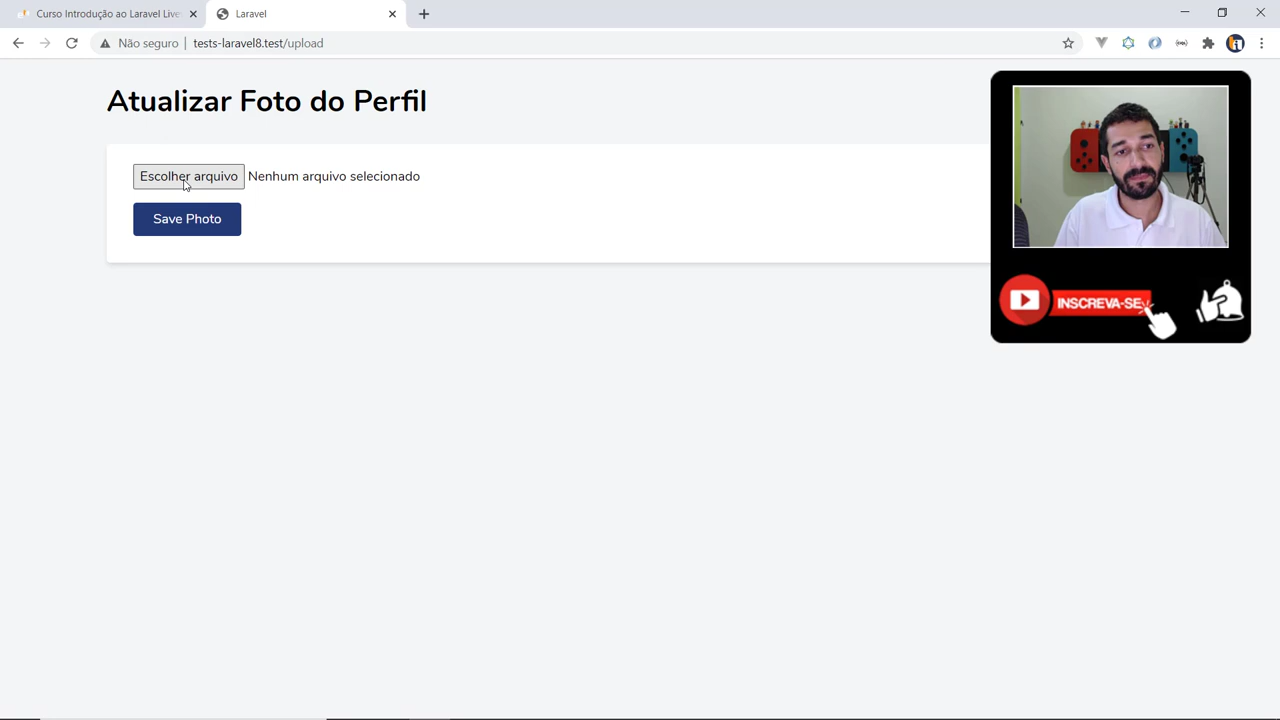 Curso Introdução ao Laravel Live
Laravel
Não seguro
tests-laravel8.test/upload
Atualizar Foto do Perfil
Escolher arquivo
Nenhum arquivo selecionado
Save Photo
INSCREVA-SE